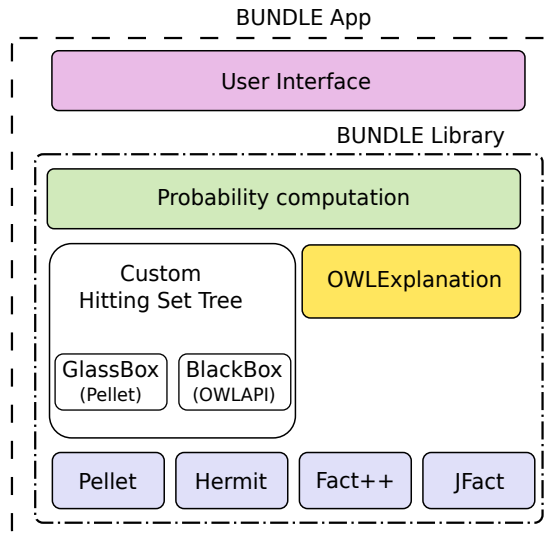 BUNDLE App
User Interface
BUNDLE Library
Probability computation
Custom
Hitting Set Tree
OWLExplanation
GlassBox
(Pellet)
BlackBox
(OWLAPI)
Pellet
Hermit
Fact++
JFact